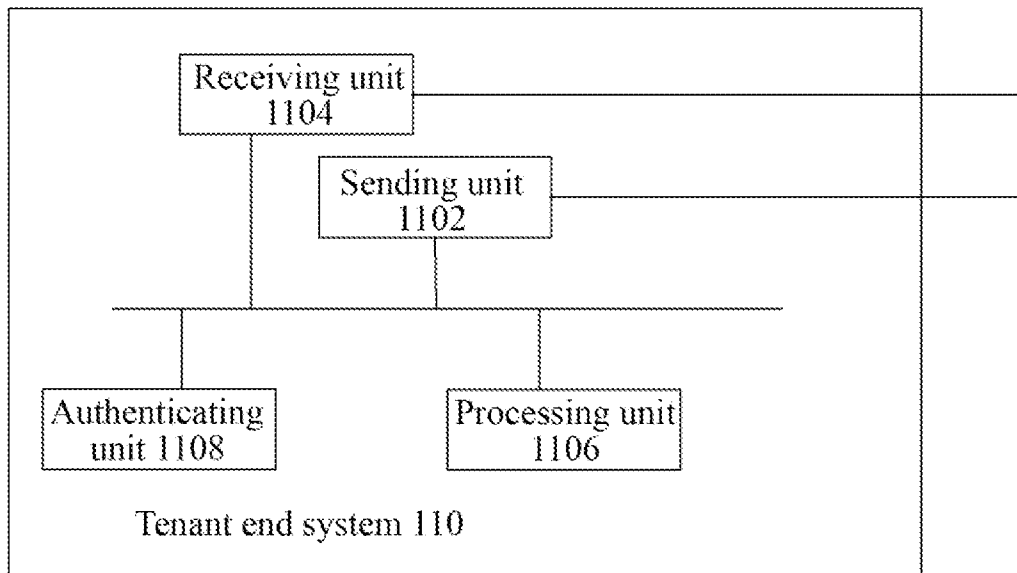 Receiving unit
1104
Sending unit
1102
Authenticating
unit 1108
Processing unit
1106
Tenant end system 110